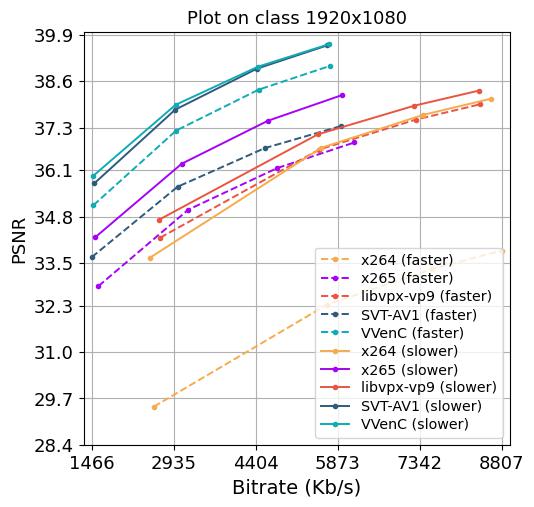 Plot on class 1920x1080
39.9
38.6
37.3
36.1
34.8
33.5
32.3
31.0
29.7
28.4
PSNR
x264 (faster)
x265 (faster)
libvpx-vp9 (faster)
SVT-AV1 (faster)
VVenC (faster)
x264 (slower)
x265 (slower)
libvpx-vp9 (slower)
SVT-AV1 (slower)
VVenC (slower)
1466 2935 4404 5873 7342 8807
Bitrate (Kb/s)